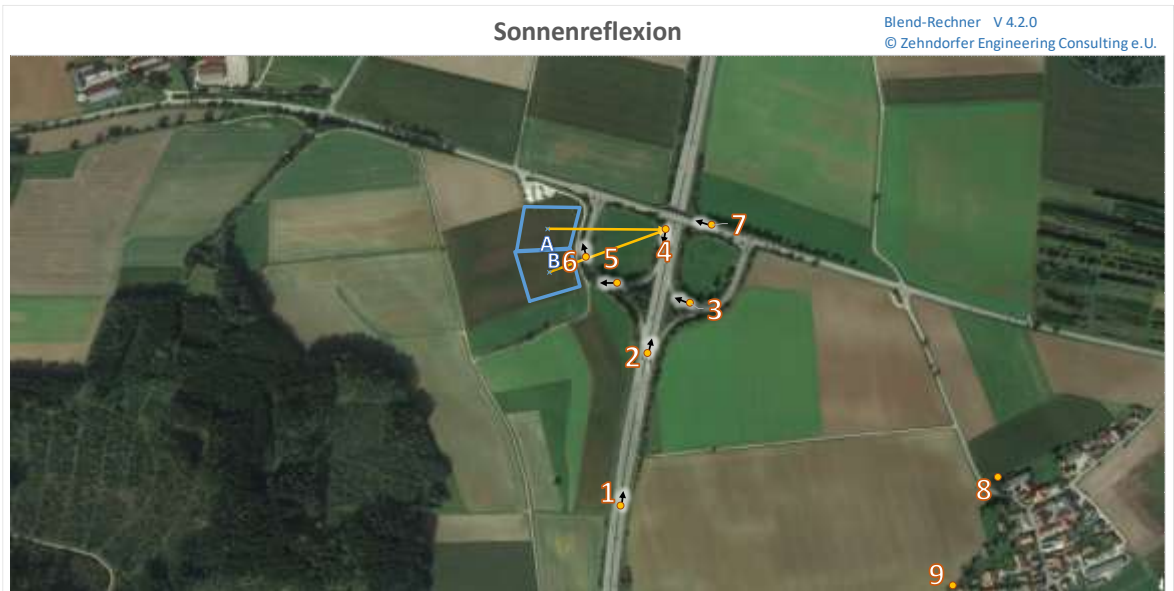 Sonnenreflexion
Blend-Rechner V 4.2.0
© Zehndorfer Engineering Consulting e.U.
7
A
4
B
6
5
3
2
1
8
9